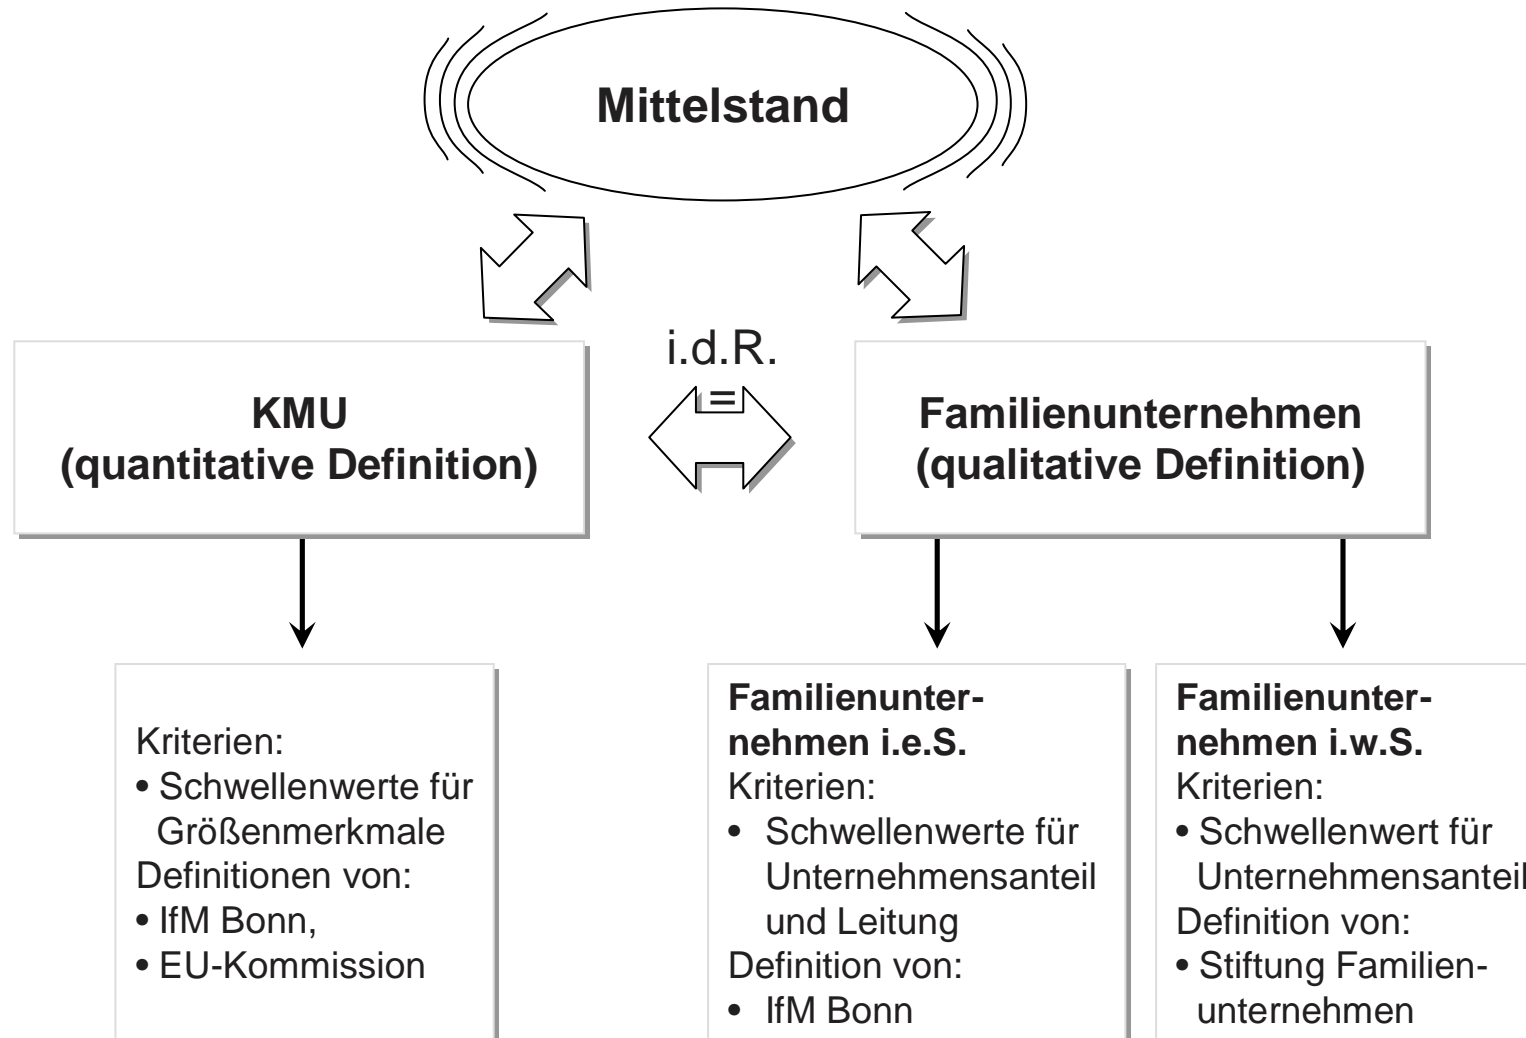 Mittelstand
i.d.R.
=
KMU
(quantitative Definition)
Familienunternehmen
(qualitative Definition)
Kriterien:
• Schwellenwerte für
Größenmerkmale
Definitionen von:
• IfM Bonn,
• EU-Kommission
Familienunter-
nehmen i.e.S.
Kriterien:
• Schwellenwerte für
Unternehmensanteil
und Leitung
Definition von:
• IfM Bonn
Familienunter-
nehmen i.w.S.
Kriterien:
• Schwellenwert für
Unternehmensanteil
Definition von:
• Stiftung Familien-
unternehmen